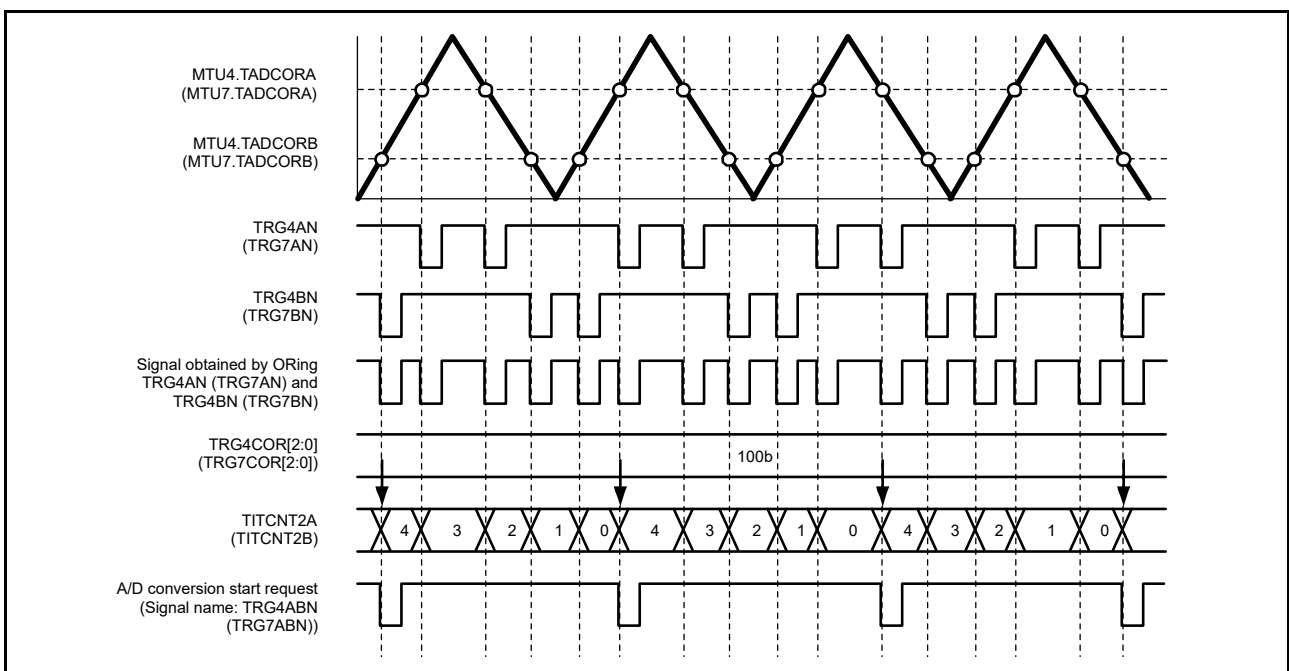 MTU4.TADCORA
(MTU7.TADCORA)
MTU4.TADCORB
(MTU7.TADCORB)
TRG4AN
(TRG7AN)
TRG4BN
(TRG7BN)
Signal obtained by ORing
TRG4AN (TRG7AN) and
TRG4BN (TRG7BN)
TRG4COR[2:0]
(TRG7COR[2:0])
100b
TITCNT2A
(TITCNT2B)
4 3 2 1 0 4 3 2 1 0 4 3 2 1 0
A/D conversion start request
(Signal name: TRG4ABN
(TRG7ABN))